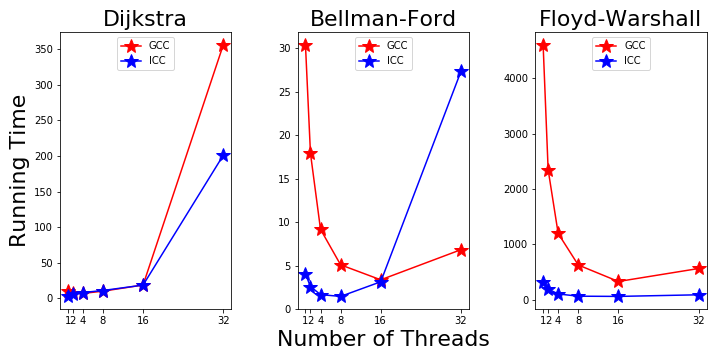 Dijkstra
Bellman-Ford
Floyd-Warshall
GCC
ICC
GCC
ICC
GCC
ICC
Running Time
350
300
250
200
150
100
50
0
1 2 4 8 16 32
30
25
20
15
10
5
0
1 2 4 8 16 32
4000
3000
2000
1000
0
1 2 4 8 16 32
Number of Threads